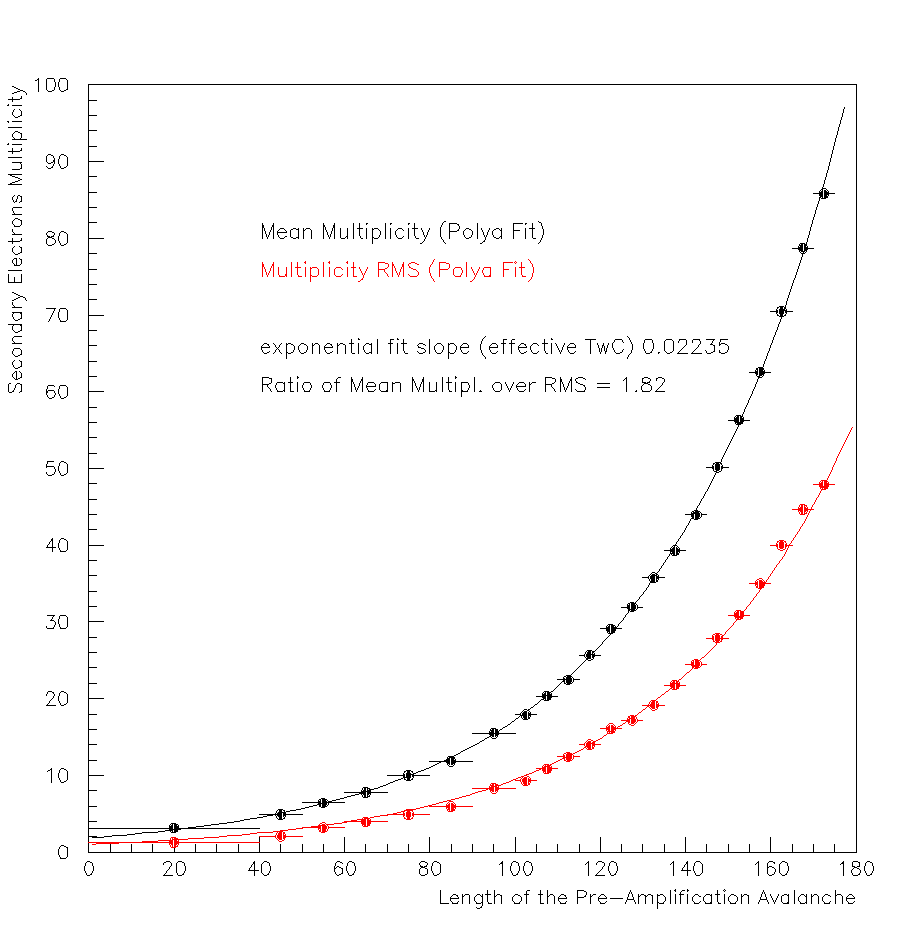 Secondary Electrons Multiplicity
100
90
80
70
60
50
40
30
20
10
0
Mean Multiplicity (Polya Fit)
Multiplicity RMS (Polya Fit)
exponential fit slope (effective TwC) 0.02235
Ratio of Mean Multipl. over RMS = 1.82
0 20 40 60 80 100 120 140 160 180
Length of the Pre-Amplification Avalanche